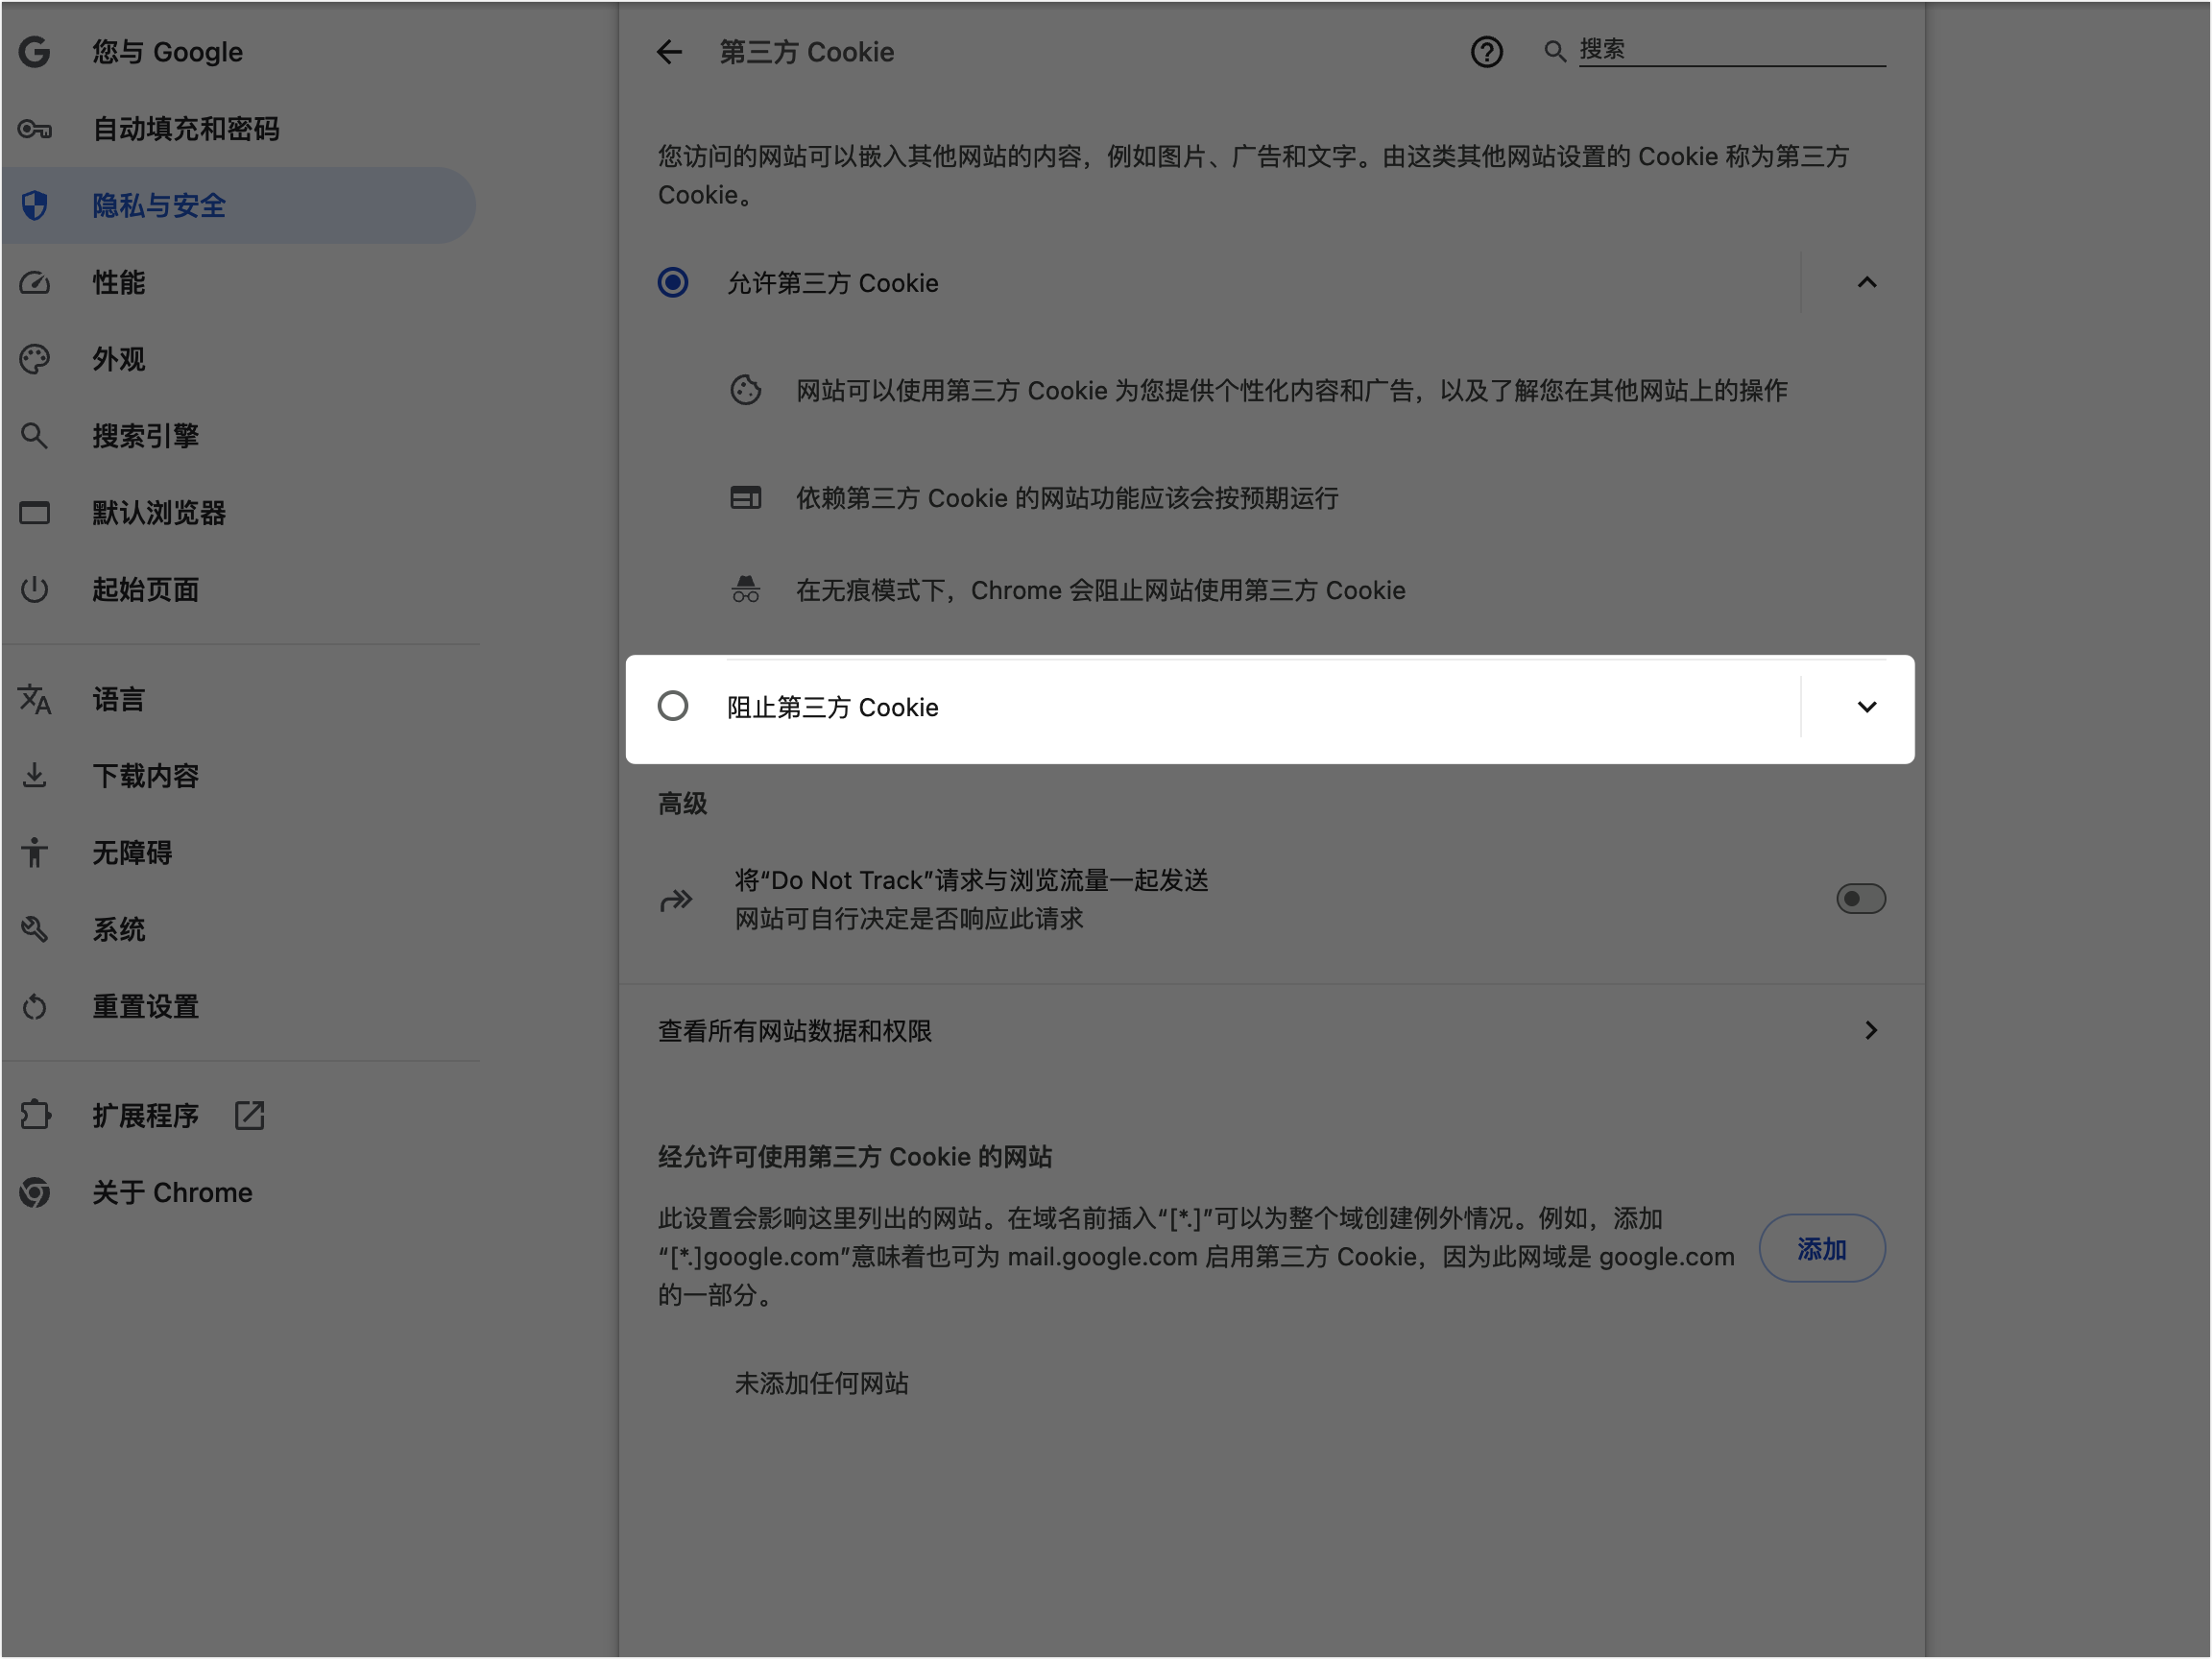 您与 Google
自动填充和密码
隐私与安全
性能
外观
搜索引擎
默认浏览器
起始页面
语言
下载内容
无障碍
系统
重置设置
扩展程序
关于 Chrome
第三方 Cookie
搜索
您访问的网站可以嵌入其他网站的内容，例如图片、广告和文字。由这类其他网站设置的 Cookie 称为第三方
Cookie。
允许第三方 Cookie
网站可以使用第三方 Cookie 为您提供个性化内容和广告，以及了解您在其他网站上的操作
依赖第三方 Cookie 的网站功能应该会按预期运行
在无痕模式下，Chrome 会阻止网站使用第三方 Cookie
阻止第三方 Cookie
高级
将“Do Not Track”请求与浏览流量一起发送
网站可自行决定是否响应此请求
查看所有网站数据和权限
经允许可使用第三方 Cookie 的网站
此设置会影响这里列出的网站。在域名前插入“[*.]”可以为整个域创建例外情况。例如，添加
“[*.]google.com”意味着也可为 mail.google.com 启用第三方 Cookie，因为此网域是 google.com
的一部分。
添加
未添加任何网站